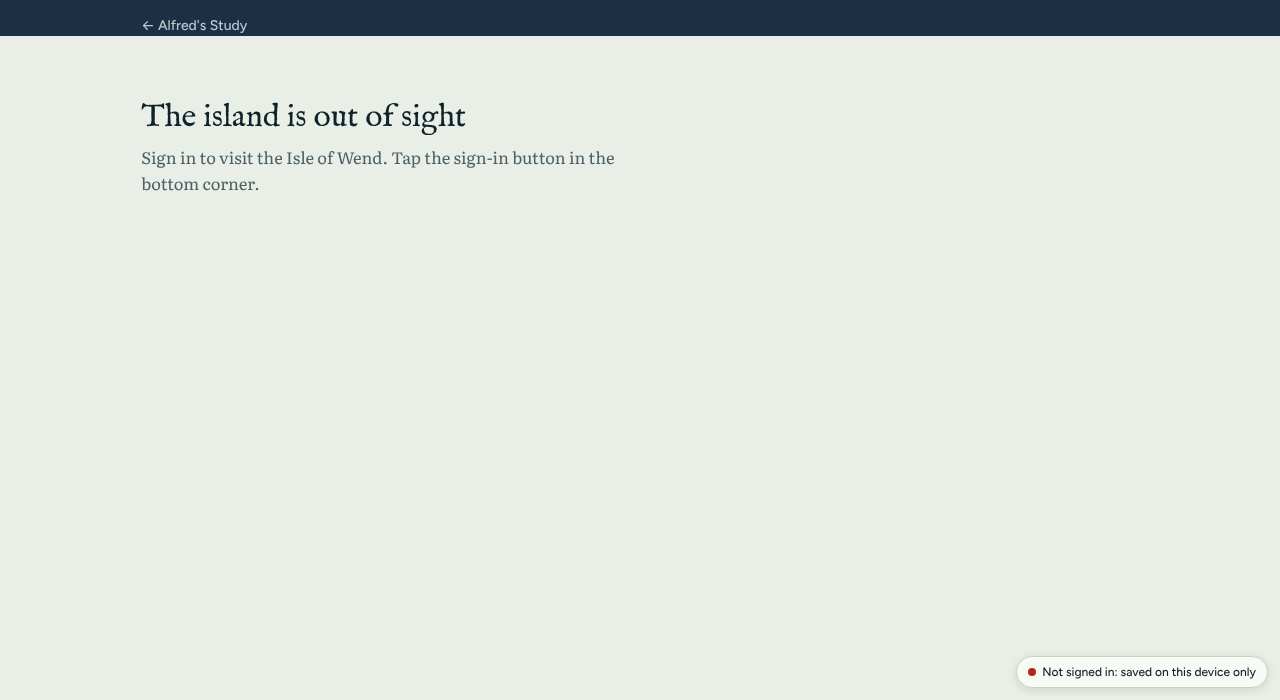 ← Alfred's Study
The island is out of sight
Sign in to visit the Isle of Wend. Tap the sign-in button in the
bottom corner.
Not signed in: saved on this device only